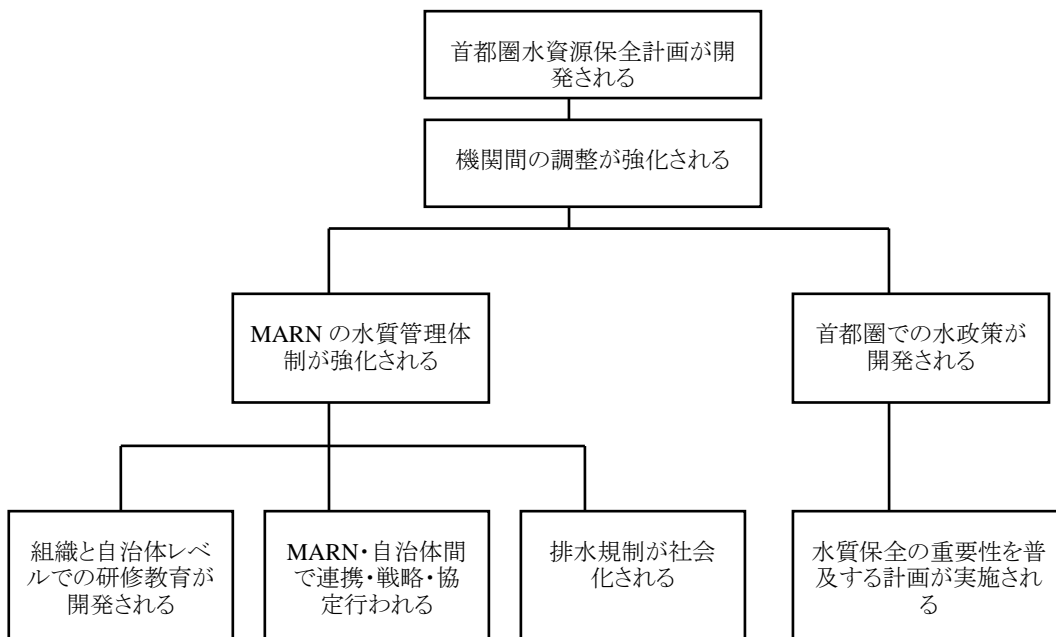 首都圏水資源保全計画が開
発される
機関間の調整が強化される
MARN の水質管理体
制が強化される
首都圏での水政策が
開発される
組織と自治体レベ
ルでの研修教育が
開発される
MARN・自治体間
で連携・戦略・協
定行われる
排水規制が社会
化される
水質保全の重要性を普
及する計画が実施され
る